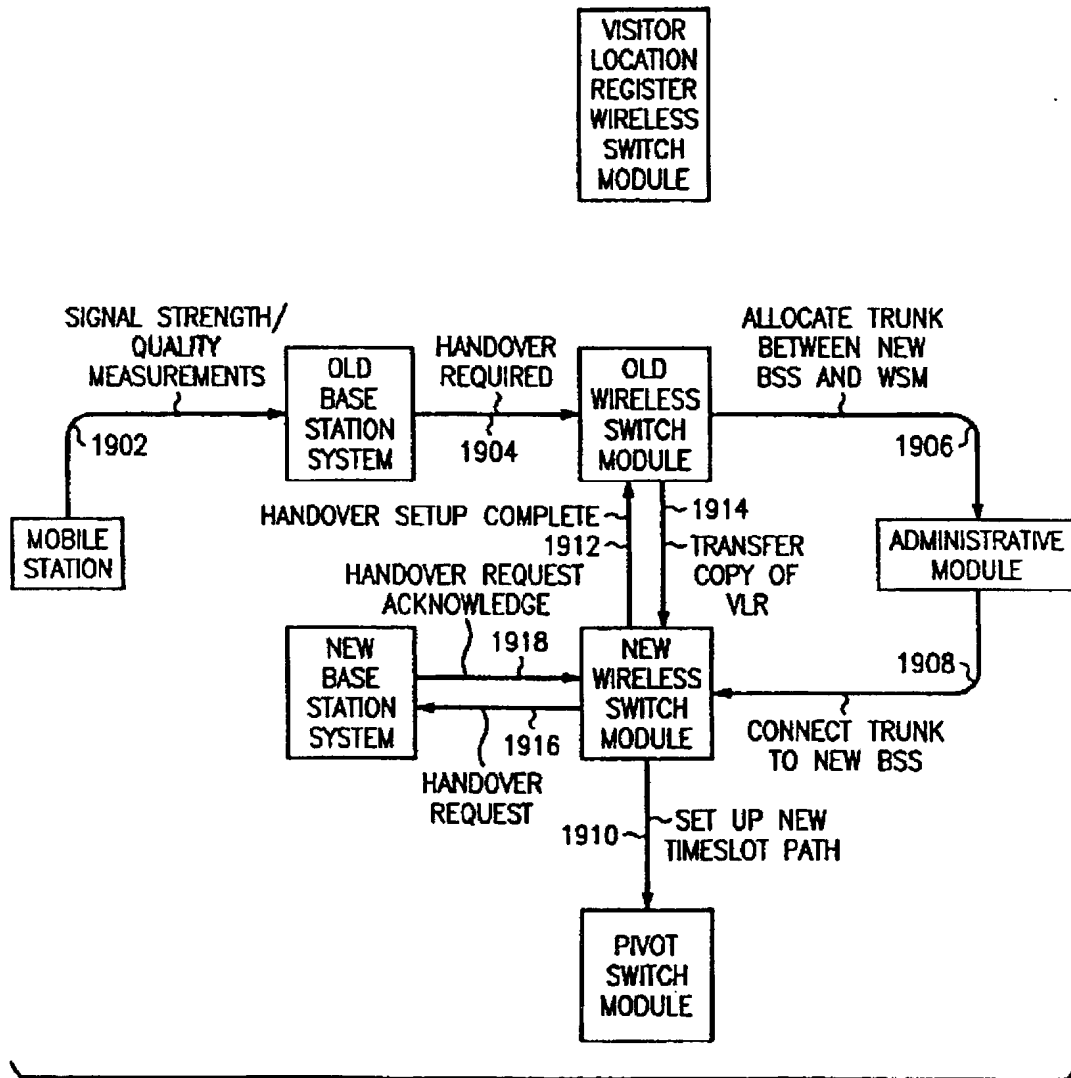 VISITOR
LOCATION
REGISTER
WIRELESS
SWITCH
MODULE
SIGNAL STRENGTH/
QUALITY
MEASUREMENTS
1902
MOBILE
STATION
OLD
BASE
STATION
SYSTEM
HANDOVER
REQUIRED
1904
OLD
WIRELESS
SWITCH
MODULE
ALLOCATE TRUNK
BETWEEN NEW
BSS AND WSM
1906
ADMINISTRATIVE
MODULE
HANDOVER SETUP COMPLETE
1912
1914
TRANSFER
COPY OF
VLR
HANDOVER REQUEST
ACKNOWLEDGE
1918
NEW
BASE
STATION
SYSTEM
1916
HANDOVER
REQUEST
NEW
WIRELESS
SWITCH
MODULE
1908
CONNECT TRUNK
TO NEW BSS
1910
SET UP NEW
TIMESLOT PATH
PIVOT
SWITCH
MODULE